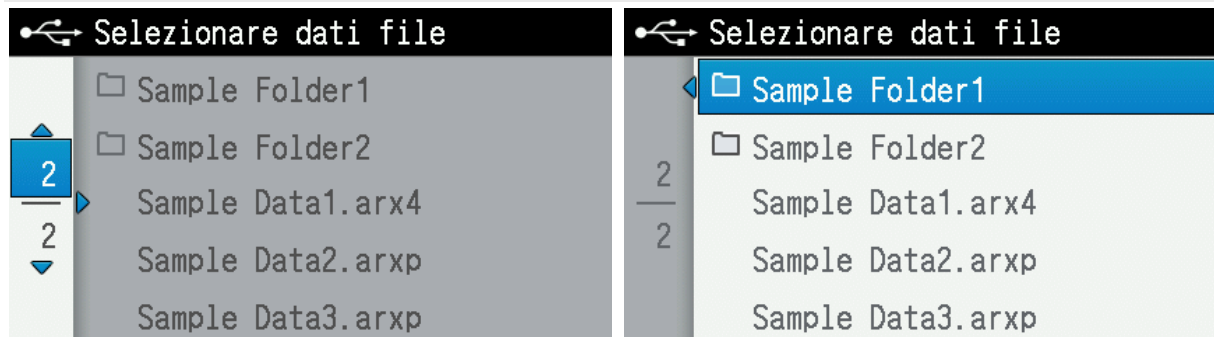 Selezionare dati file
Sample Folder1
Sample Folder2
2
2
Sample Data1.arx4
Sample Data2.arxp
Sample Data3.arxp
Selezionare dati file
Sample Folder1
Sample Folder2
2
2
Sample Data1.arx4
Sample Data2.arxp
Sample Data3.arxp